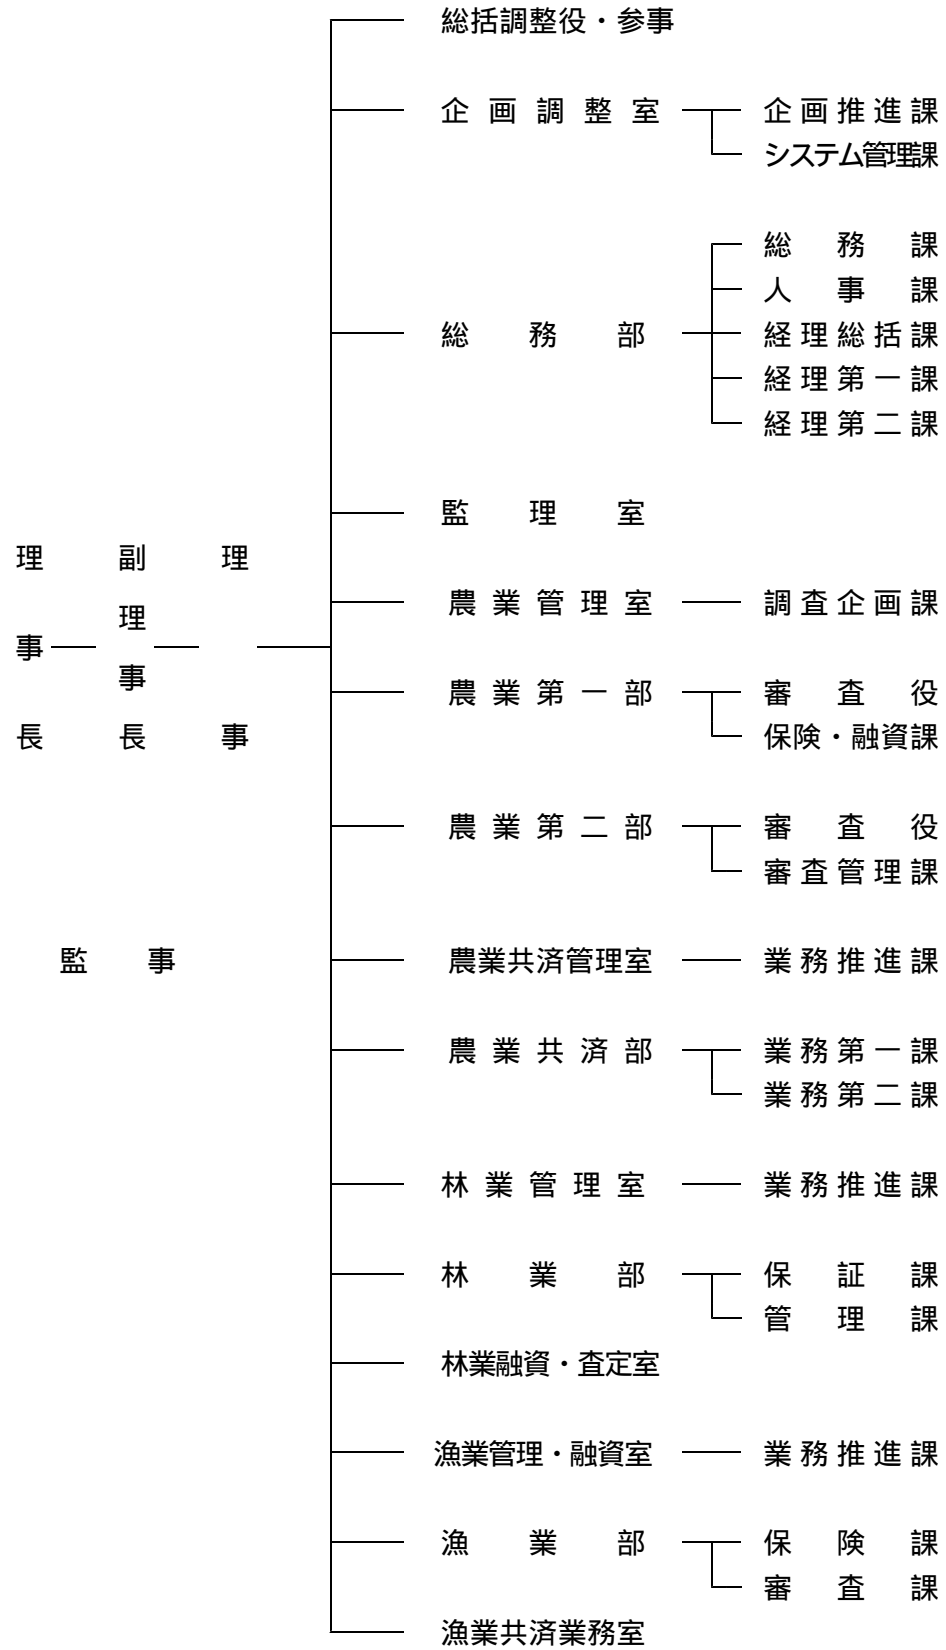 理事長
副理事長
理事
監事
総括調整役・参事
企画調整室
企画推進課
システム管理課
総務部
総務課
人事課
経理総括課
経理第一課
経理第二課
監理室
農業管理室
調査企画課
農業第一部
審査役
保険・融資課
農業第二部
審査役
審査管理課
農業共済管理室
業務推進課
農業共済部
業務第一課
業務第二課
林業管理室
業務推進課
林業部
保証課
管理課
林業融資・査定室
漁業管理・融資室
業務推進課
漁業部
保険課
審査課
漁業共済業務室